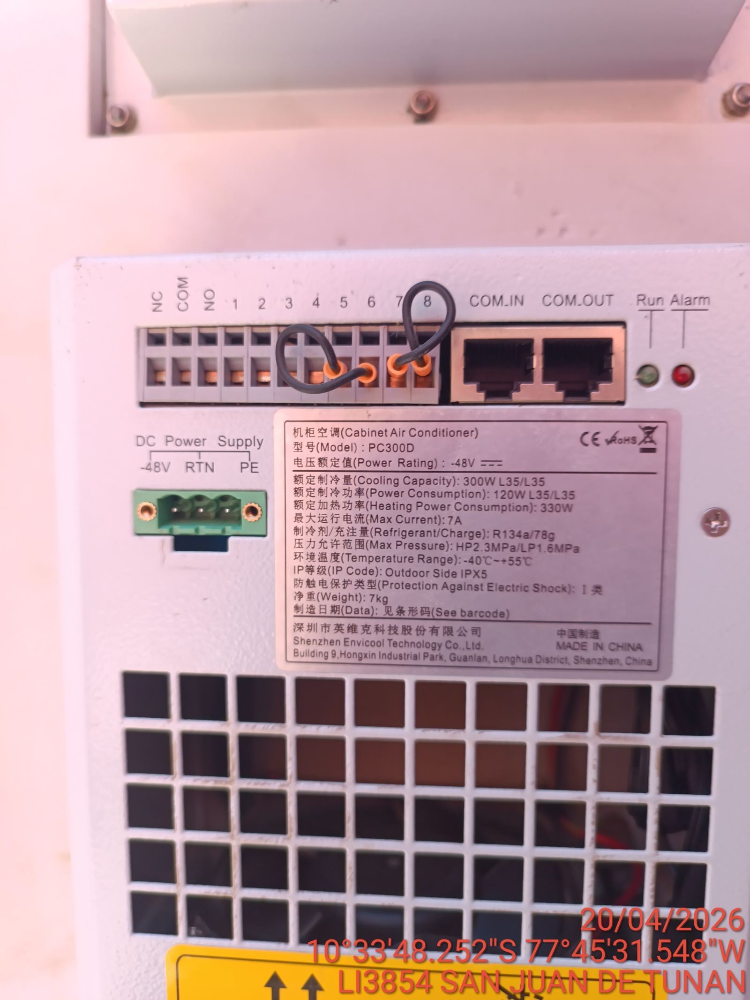 NC COM NO 1 2 3 4 5 6 7 8 COM_IN COM_OUT Run Alarm
DC Power Supply
-48V RTN PE
机柜空调(Cabinet Air Conditioner)
CE RoHS
型号(Model) : PC300D
电压额定值(Power Rating) : -48V
额定制冷量(Cooling Capacity): 300W L35/L35
额定制冷功率(Power Consumption): 120W L35/L35
额定加热功率(Heating Power Consumption): 330W
最大运行电流(Max Current): 7A
制冷剂/充注量(Refrigerant/Charge): R134a/78g
压力允许范围(Max Pressure): HP2.3MPa/LP1.6MPa
环境温度(Temperature Range): -40℃~+55℃
IP等级(IP Code): Outdoor Side IPX5
防触电保护类型(Protection Against Electric Shock): I 类
净重(Weight): 7kg
制造日期(Data): 见条形码(See barcode)
深圳市英维克科技股份有限公司
中国制造
Shenzhen Envicool Technology Co.,Ltd.
MADE IN CHINA
Building 9,Hongxin Industrial Park, Guanlan, Longhua District, Shenzhen, China
20/04/2026
10°33'48.252"S 77°45'31.548"W
LI3854 SAN JUAN DE TUNAN